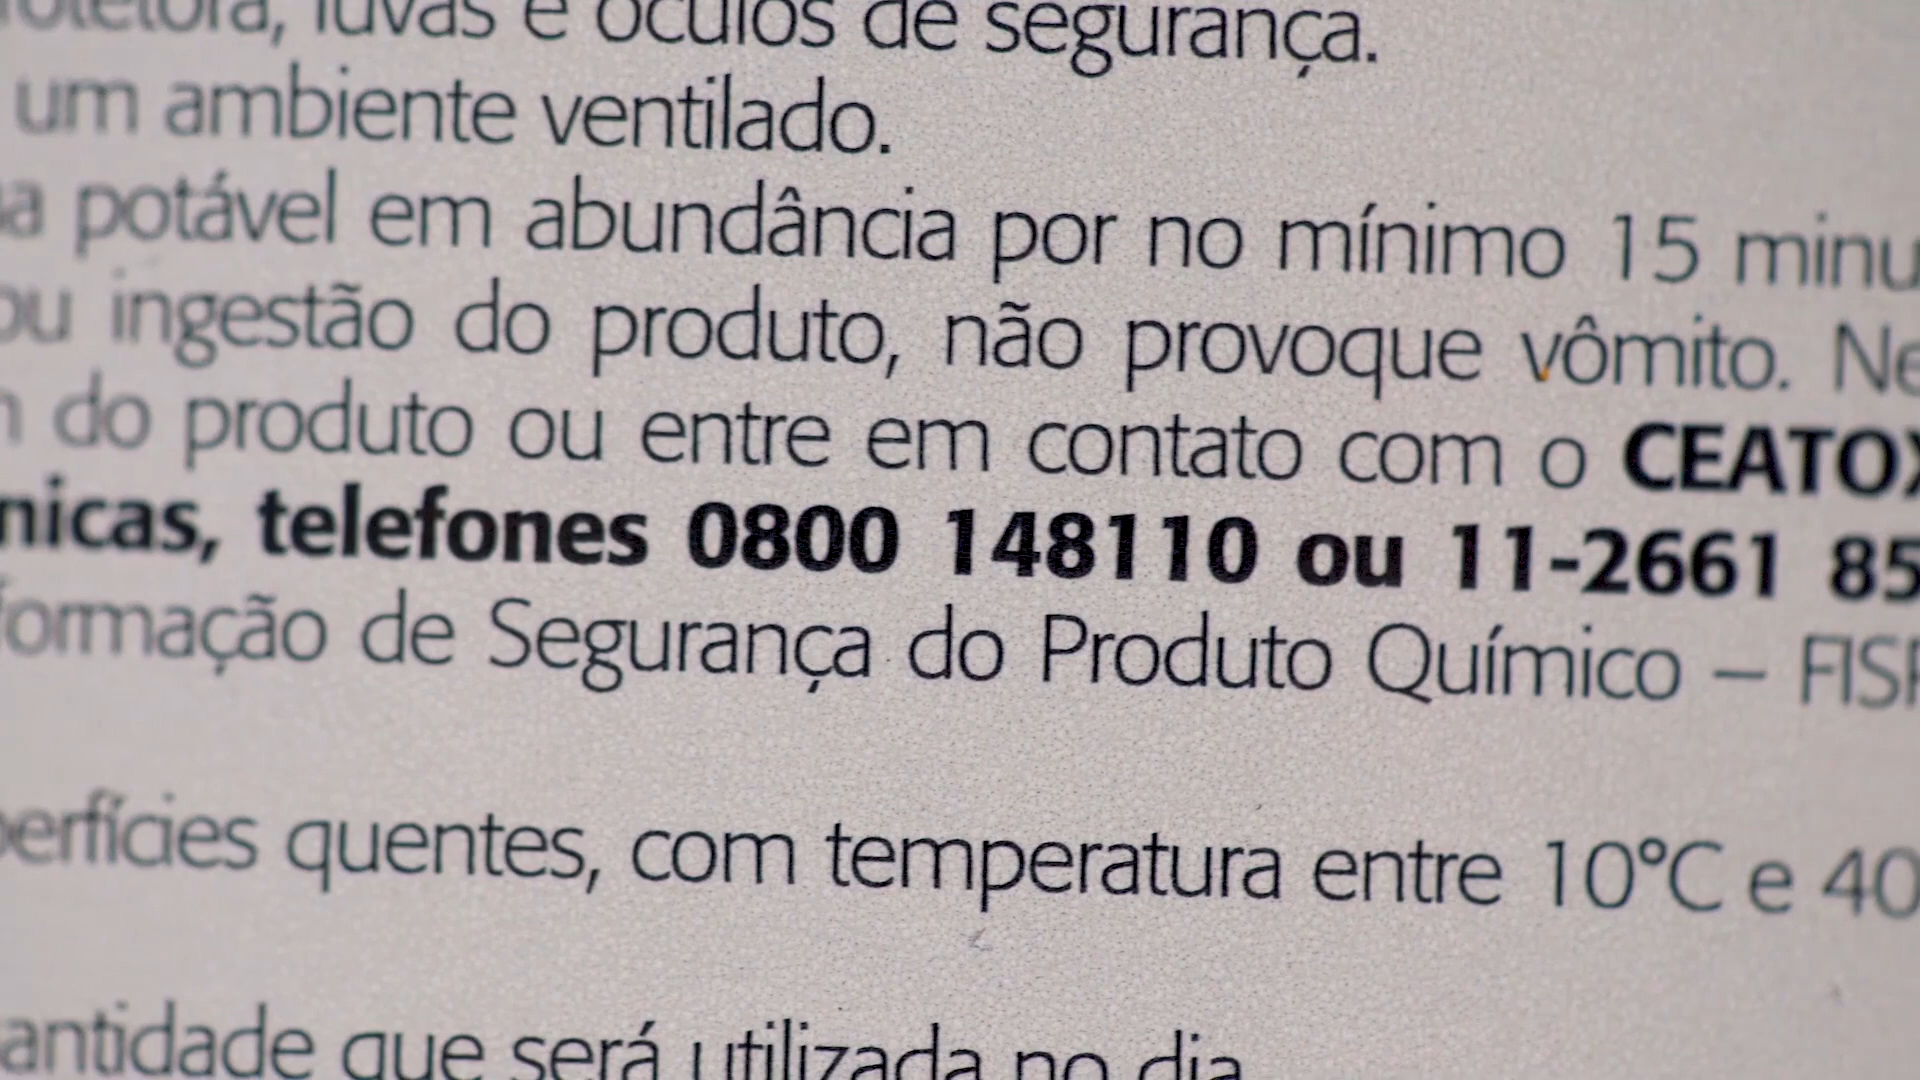 luvas e óculos de segurança.
um ambiente ventilado.
potável em abundância por no mínimo 15 minu
ou ingestão do produto, não provoque vômito. Ne
do produto ou entre em contato com o CEATOX
nicas, telefones 0800 148110 ou 11-2661 85
formação de Segurança do Produto Químico – FISP
perfícies quentes, com temperatura entre 10°C e 40
antidade que será utilizada no dia